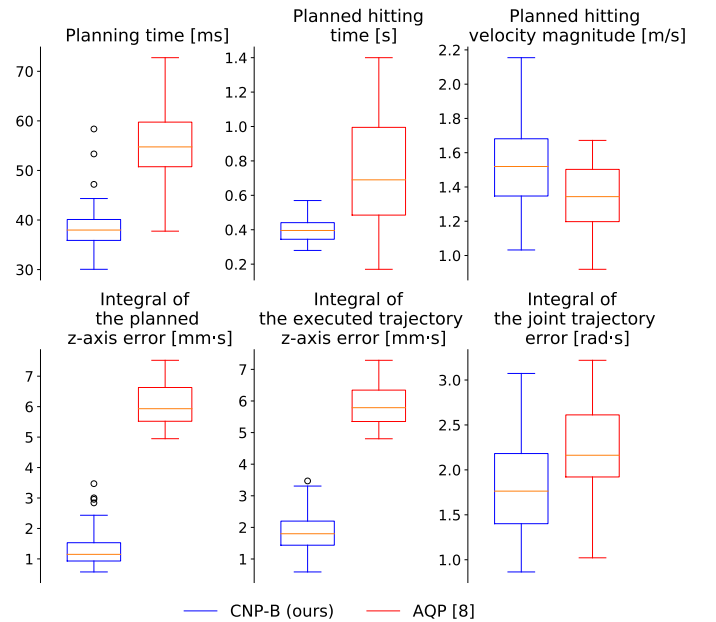 Planning time [ms]
Planned hitting
time [s]
Planned hitting
velocity magnitude [m/s]
70
60
50
40
30
1.4
1.2
1.0
0.8
0.6
0.4
0.2
2.2
2.0
1.8
1.6
1.4
1.2
1.0
Integral of
the planned
z-axis error [mm·s]
Integral of
the executed trajectory
z-axis error [mm·s]
Integral of
the joint trajectory
error [rad·s]
7
6
5
4
3
2
1
7
6
5
4
3
2
1
3.0
2.5
2.0
1.5
1.0
CNP-B (ours)
AQP [8]